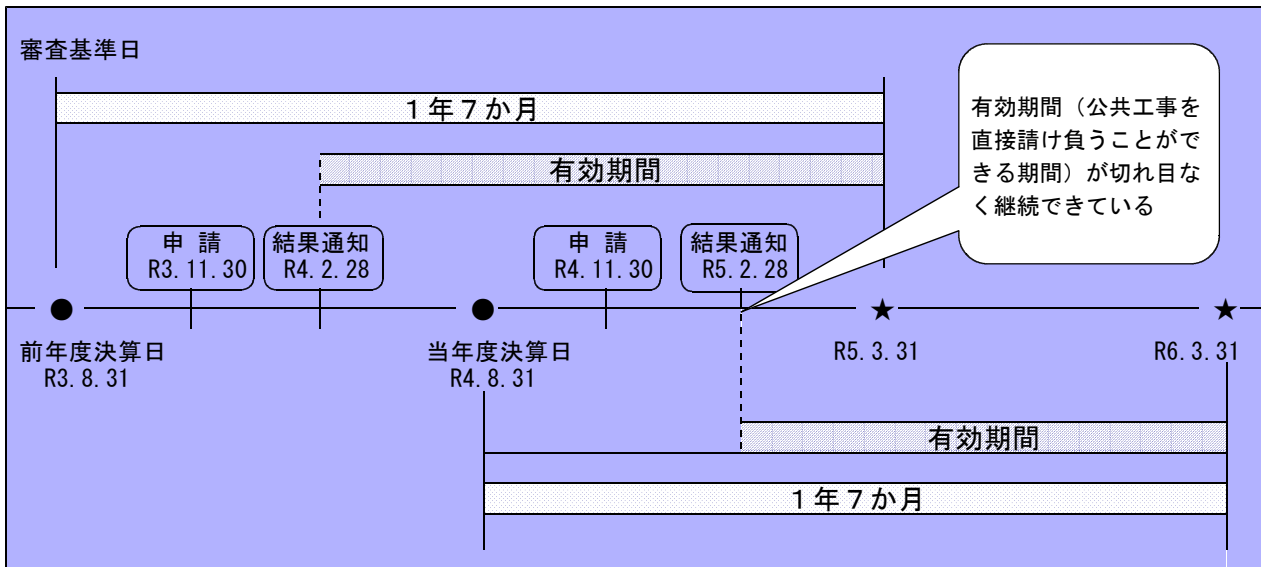 審査基準日
１年７か月
有効期間
有効期間（公共工事を
直接請け負うことがで
きる期間）が切れ目な
く継続できている
申 請
R3.11.30
結果通知
R4.2.28
申 請
R4.11.30
結果通知
R5.2.28
● ● ★ ★
前年度決算日
R3.8.31
当年度決算日
R4.8.31
R5.3.31
R6.3.31
有効期間
１年７か月